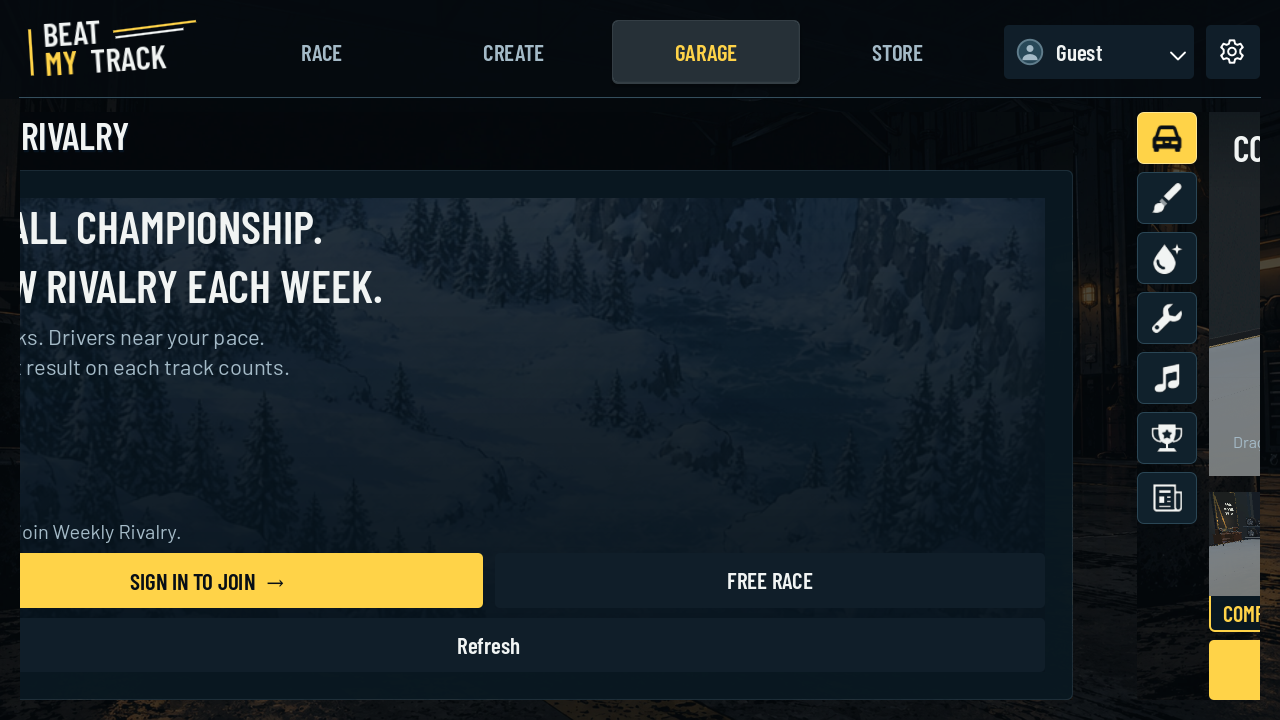 BEAT
MY TRACK
RACE
CREATE
GARAGE
STORE
Guest
RIVALRY
ALL CHAMPIONSHIP.
W RIVALRY EACH WEEK.
ks. Drivers near your pace.
t result on each track counts.
oin Weekly Rivalry.
SIGN IN TO JOIN →
FREE RACE
Refresh
CO
Drag
COMP